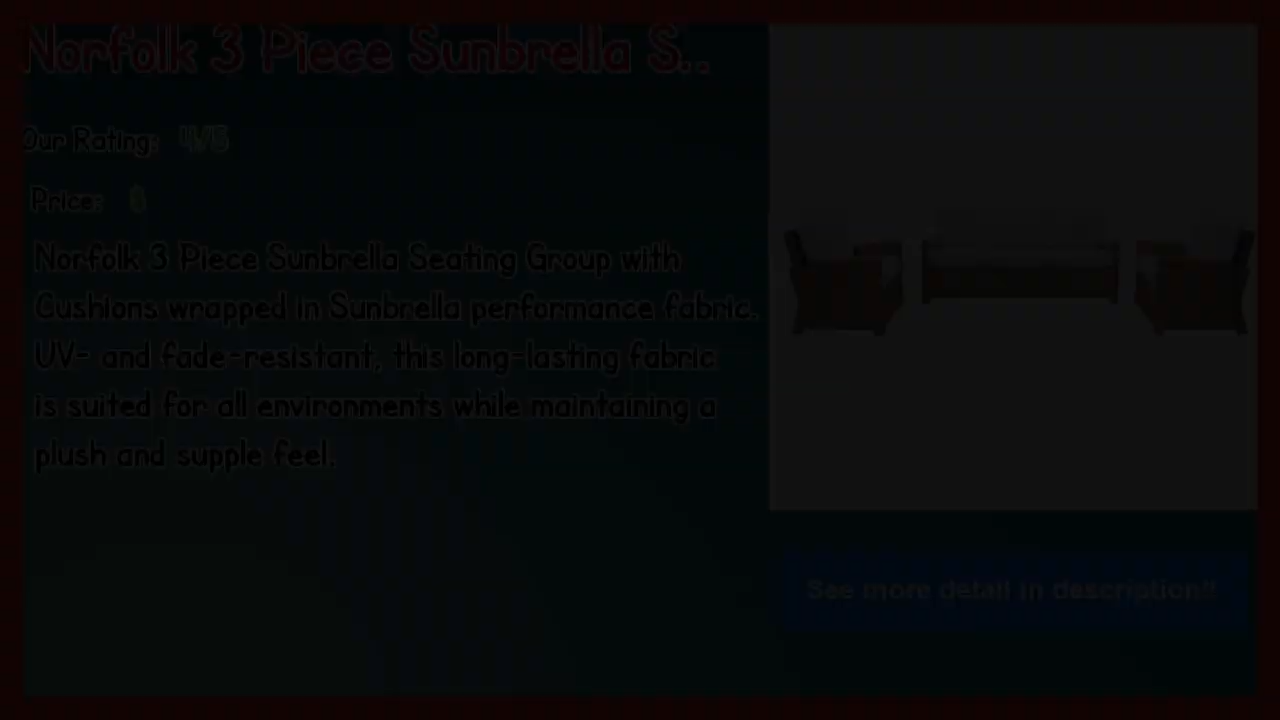 Norfolk 3 Piece Sunbrella S..
Our Rating: 4/5
Price:
Norfolk 3 Piece Sunbrella Seating Group with
Cushions wrapped in Sunbrella performance fabric.
UV- and fade-resistant, this long-lasting fabric
is suited for all environments while maintaining a
plush and supple feel.
See more detail in description!!